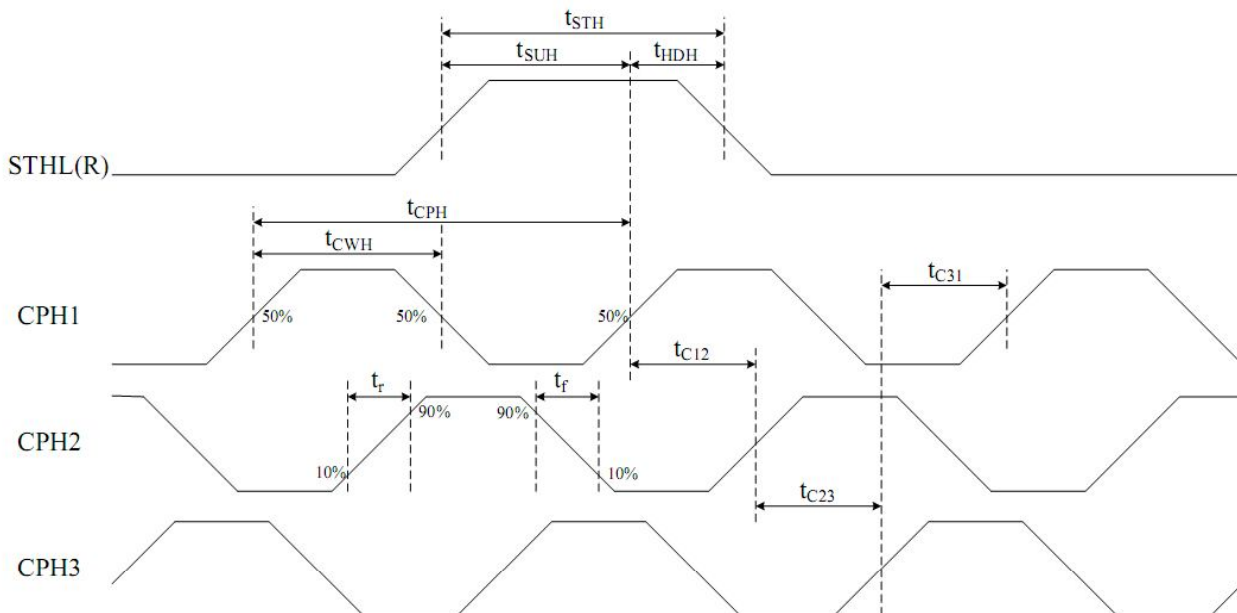 tSTH
tSUH tHDH
STHL(R)
tCPH
tCWH
tC31
CPH1 50% 50% 50%
tC12
tr tf
90% 90%
CPH2
10% 10%
tC23
CPH3